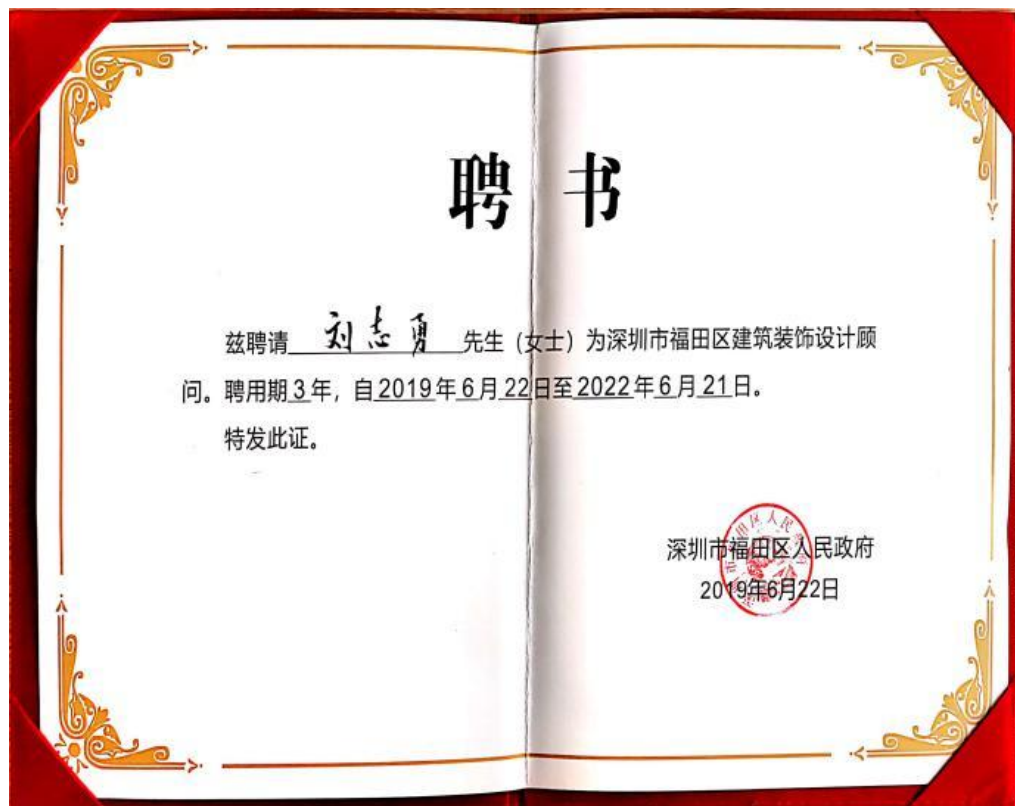 聘 书
兹聘请 刘志勇 先生（女士）为深圳市福田区建筑装饰设计顾
问。聘用期3年，自2019年6月22日至2022年6月21日。
特发此证。
深圳市福田区人民政府
2019年6月22日